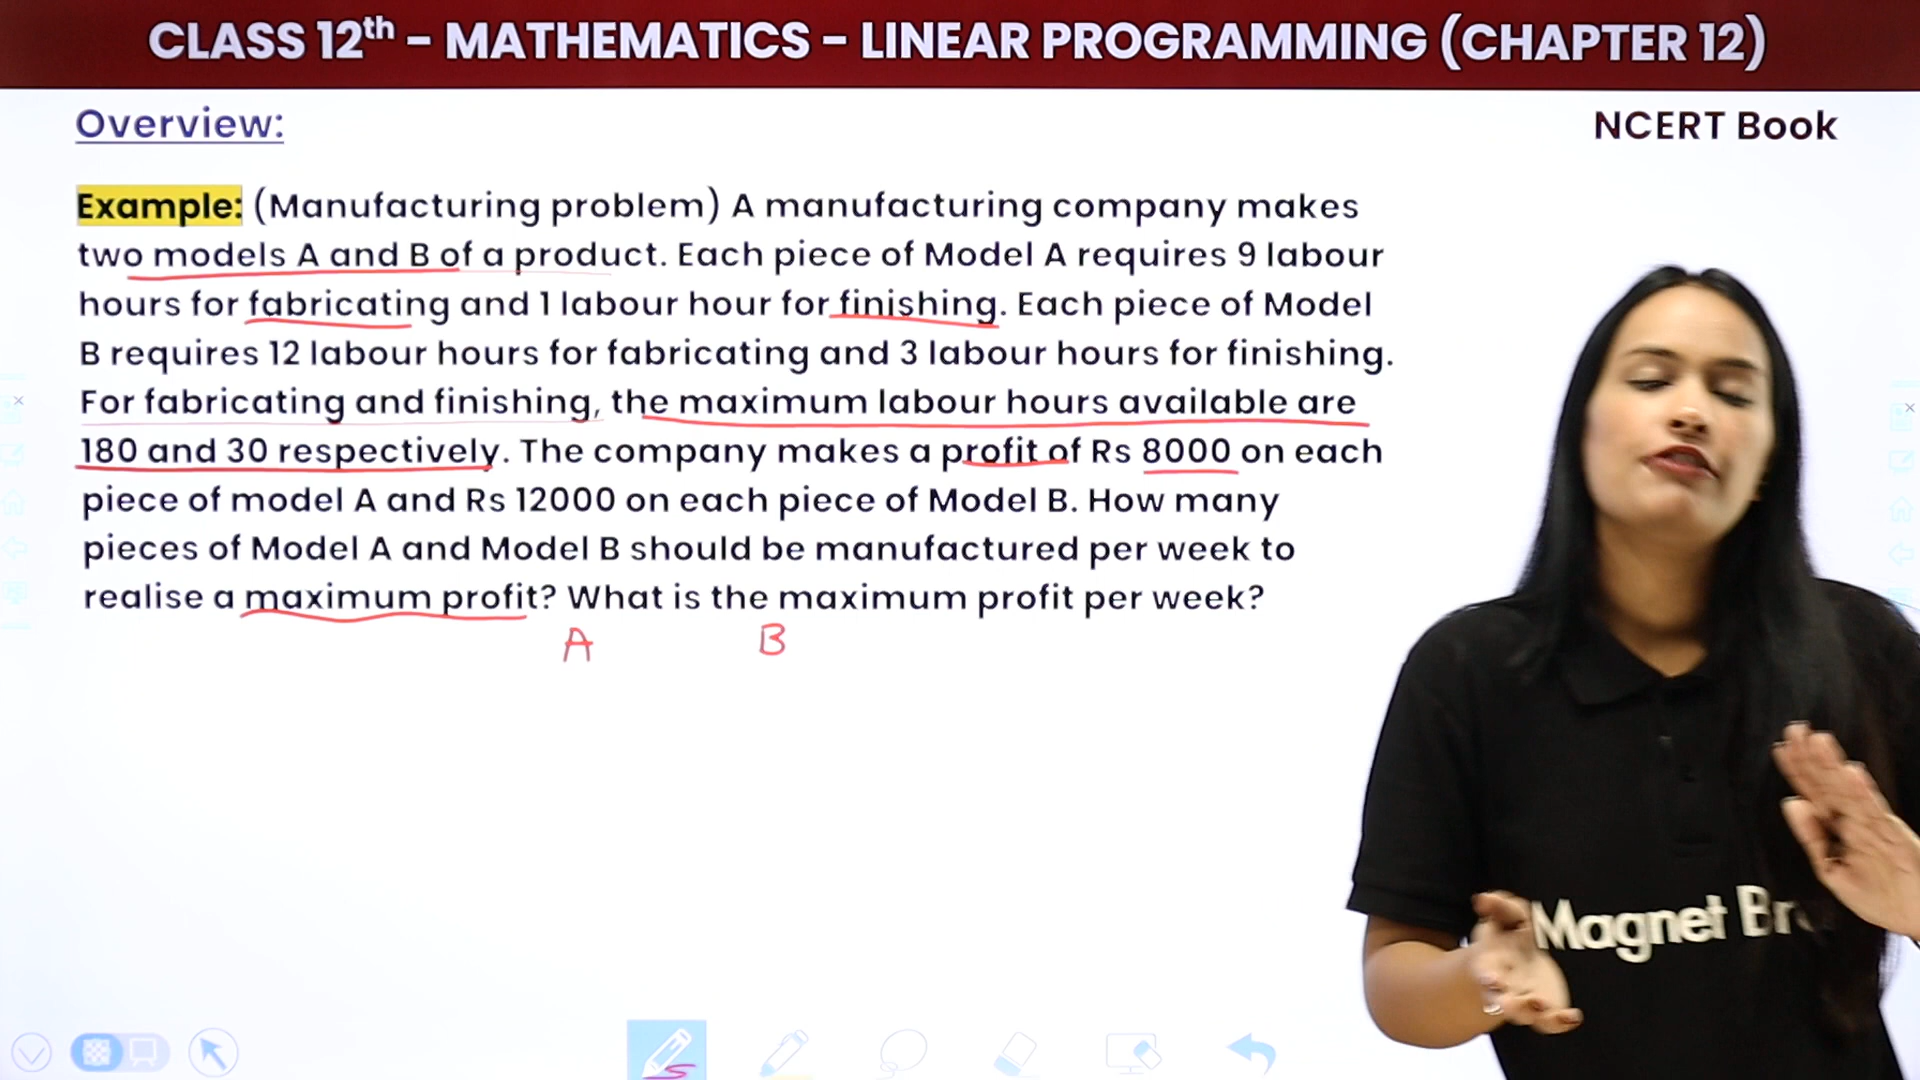 CLASS 12th - MATHEMATICS - LINEAR PROGRAMMING (CHAPTER 12)
Overview:
NCERT Book
Example: (Manufacturing problem) A manufacturing company makes
two models A and B of a product. Each piece of Model A requires 9 labour
hours for fabricating and 1 labour hour for finishing. Each piece of Model
B requires 12 labour hours for fabricating and 3 labour hours for finishing.
For fabricating and finishing, the maximum labour hours available are
180 and 30 respectively. The company makes a profit of Rs 8000 on each
piece of model A and Rs 12000 on each piece of Model B. How many
pieces of Model A and Model B should be manufactured per week to
realise a maximum profit? What is the maximum profit per week?
A B
Magnet Br